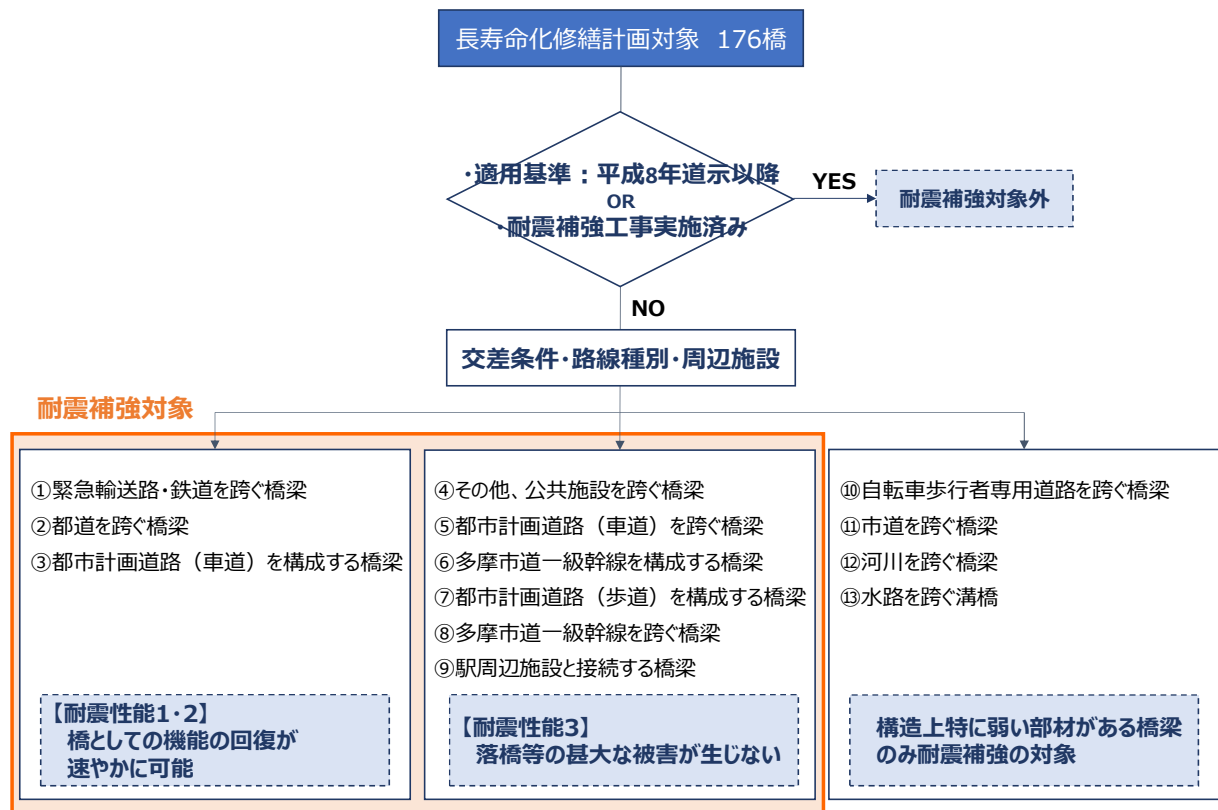 長寿命化修繕計画対象　176橋
・適用基準：平成8年道示以降
OR
・耐震補強工事実施済み
YES
耐震補強対象外
NO
交差条件・路線種別・周辺施設
耐震補強対象
①緊急輸送路・鉄道を跨ぐ橋梁
②都道を跨ぐ橋梁
③都市計画道路（車道）を構成する橋梁
【耐震性能1・2】
橋としての機能の回復が
速やかに可能
④その他、公共施設を跨ぐ橋梁
⑤都市計画道路（車道）を跨ぐ橋梁
⑥多摩市道一級幹線を構成する橋梁
⑦都市計画道路（歩道）を構成する橋梁
⑧多摩市道一級幹線を跨ぐ橋梁
⑨駅周辺施設と接続する橋梁
【耐震性能3】
落橋等の甚大な被害が生じない
⑩自転車歩行者専用道路を跨ぐ橋梁
⑪市道を跨ぐ橋梁
⑫河川を跨ぐ橋梁
⑬水路を跨ぐ溝橋
構造上特に弱い部材がある橋梁
のみ耐震補強の対象